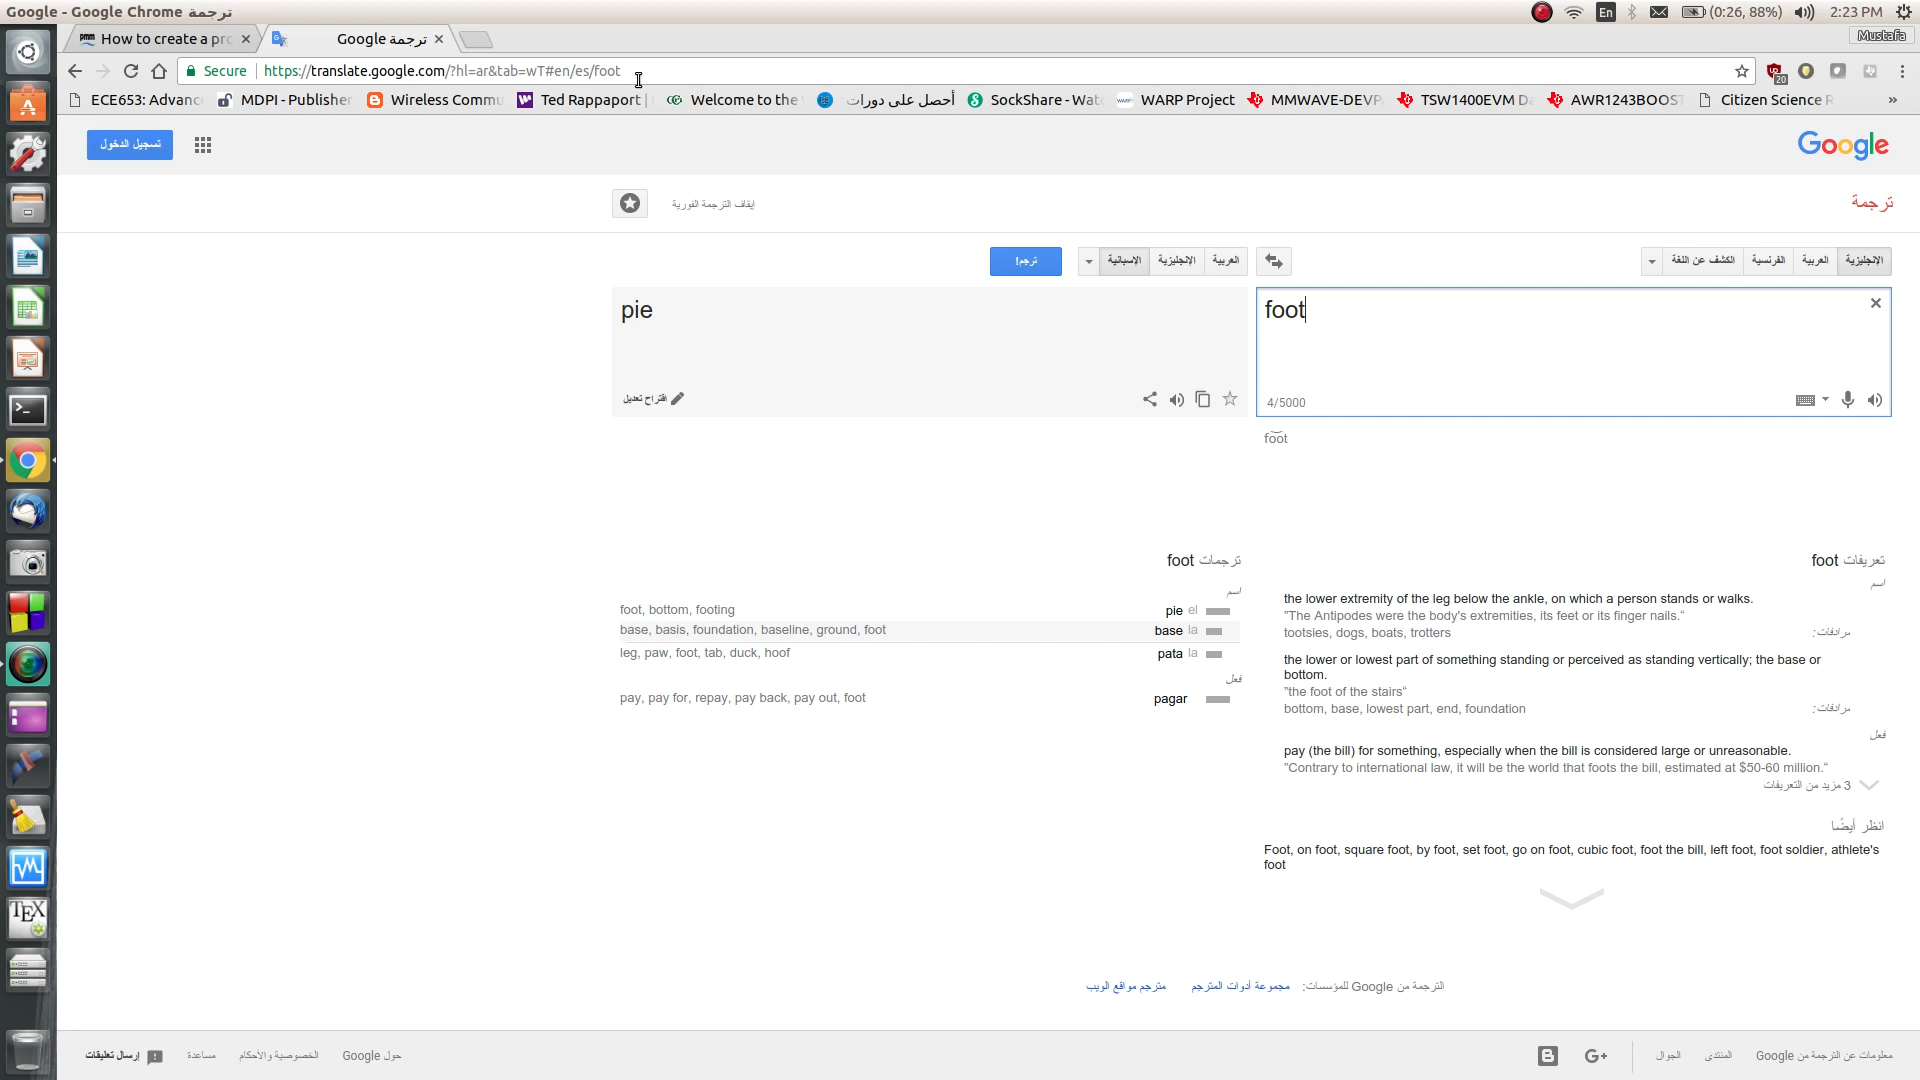 Google - Google Chrome ترجمة
En
(0:26, 88%)
2:23 PM
How to create a pro
Google ترجمة
Mustafa
Secure
https://translate.google.com/?hl=ar&tab=wT#en/es/foot
20
ECE653: Advanc
MDPI - Publisher
Wireless Commu
Ted Rappaport |
Welcome to the
أحصل على دورات
SockShare - Wat
WARP Project
MMWAVE-DEVP
TSW1400EVM D
AWR1243BOOST
Citizen Science R
»
تسجيل الدخول
Google
ترجمة
إيقاف الترجمة الفورية
الإنجليزية
العربية
الفرنسية
الكشف عن اللغة
العربية
الإنجليزية
الإسبانية
ترجم!
foot
4/5000
fo͝ot
pie
اقتراح تعديل
تعريفات foot
اسم
the lower extremity of the leg below the ankle, on which a person stands or walks.
"The Antipodes were the body's extremities, its feet or its finger nails."
مرادفات: tootsies, dogs, boats, trotters
the lower or lowest part of something standing or perceived as standing vertically; the base or
bottom.
"the foot of the stairs"
مرادفات: bottom, base, lowest part, end, foundation
فعل
pay (the bill) for something, especially when the bill is considered large or unreasonable.
"Contrary to international law, it will be the world that foots the bill, estimated at $50-60 million."
3 مزيد من التعريفات
انظر أيضًا
Foot, on foot, square foot, by foot, set foot, go on foot, cubic foot, foot the bill, left foot, foot soldier, athlete's
foot
ترجمات foot
اسم
el pie
foot, bottom, footing
la base
base, basis, foundation, baseline, ground, foot
la pata
leg, paw, foot, tab, duck, hoof
فعل
pagar
pay, pay for, repay, pay back, pay out, foot
الترجمة من Google للمؤسسات:
مجموعة أدوات المترجم
مترجم مواقع الويب
معلومات عن الترجمة من Google
المنتدى
الجوال
G+
حول Google
الخصوصية والأحكام
مساعدة
إرسال تعليقات
TEX